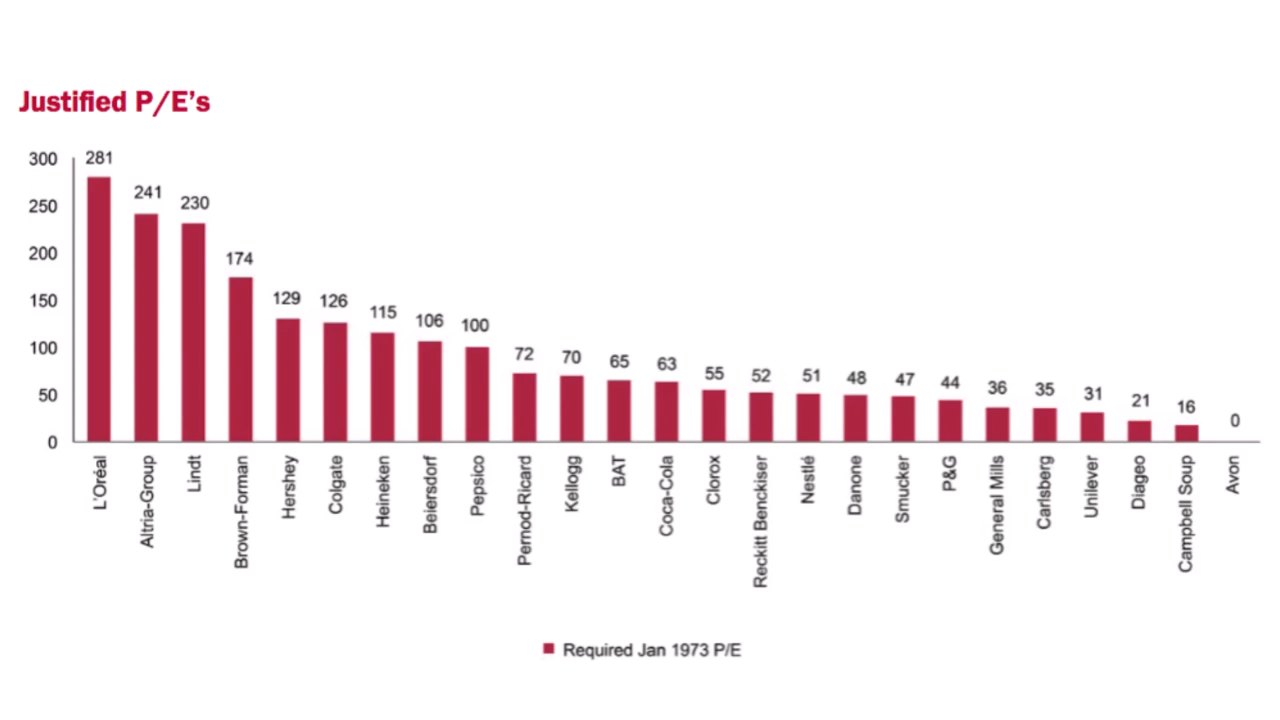 Justified P/E's
300
250
200
150
100
50
0
281
241
230
174
129
126
115
106
100
72
70
65
63
55
52
51
48
47
44
36
35
31
21
16
0
L'Oréal
Altria-Group
Lindt
Brown-Forman
Hershey
Colgate
Heineken
Beiersdorf
Pepsico
Pernod-Ricard
Kellogg
BAT
Coca-Cola
Clorox
Reckitt Benckiser
Nestlé
Danone
Smucker
P&G
General Mills
Carlsberg
Unilever
Diageo
Campbell Soup
Avon
Required Jan 1973 P/E